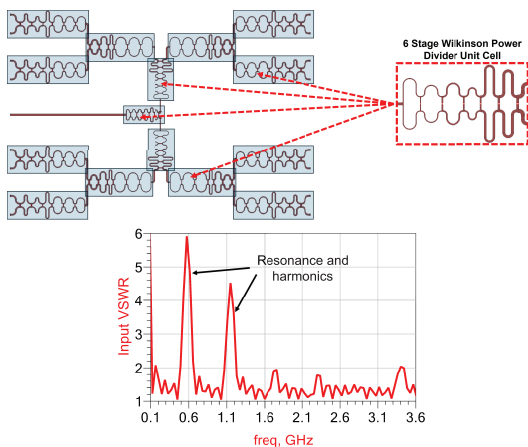 6 Stage Wilkinson Power
Divider Unit Cell
6
5
4
3
2
1
Input VSWR
Resonance and
harmonics
0.1 0.6 1.1 1.6 2.1 2.6 3.1 3.6
freq, GHz